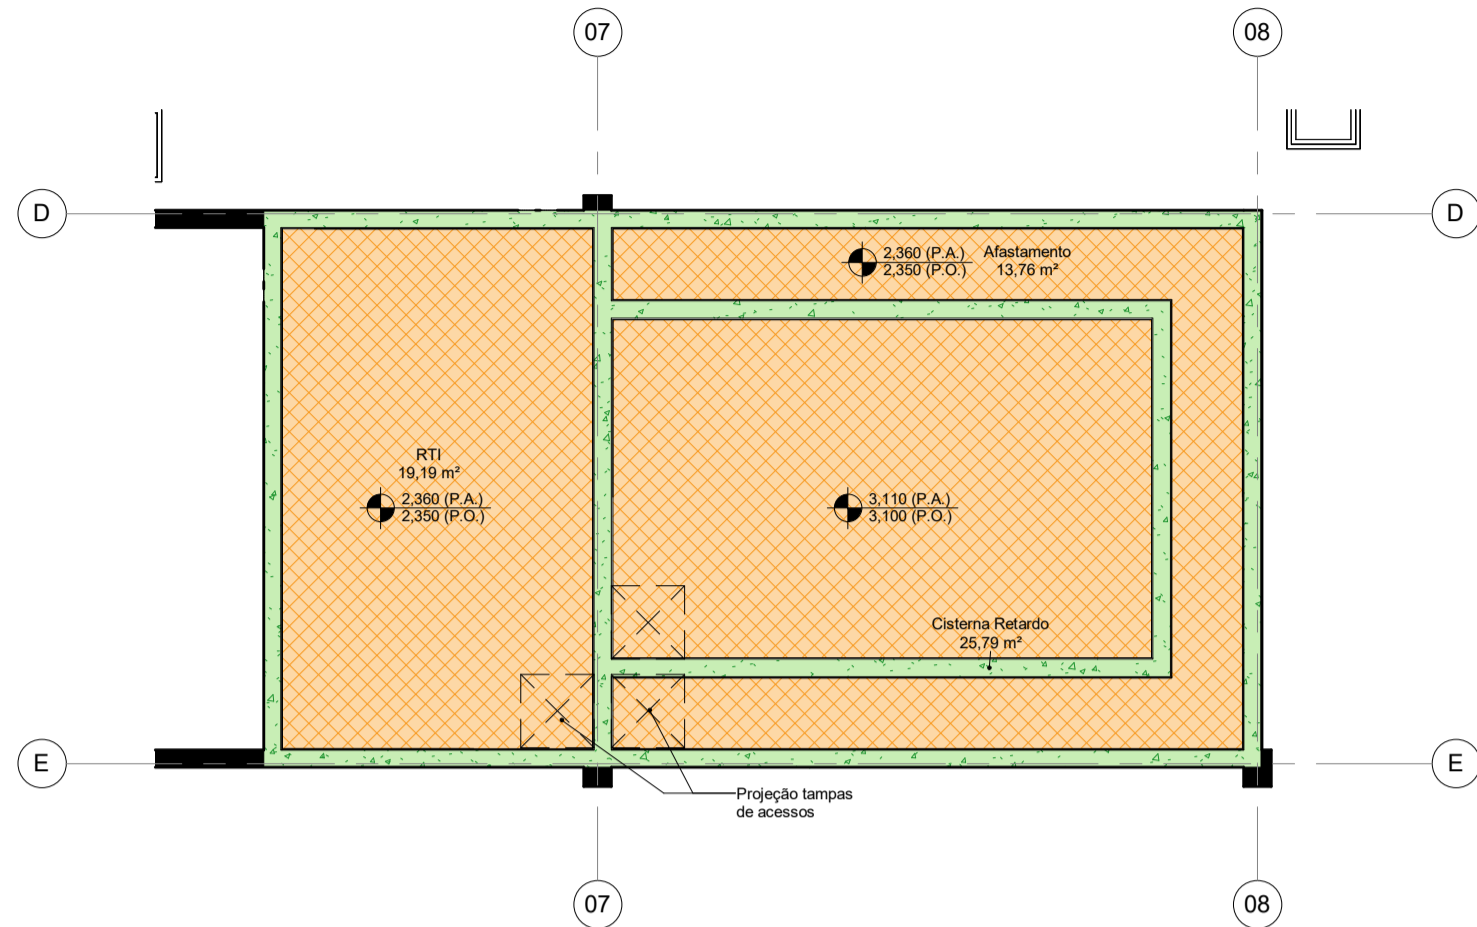 07
08
D
D
2,360 (P.A.)
2,350 (P.O.)
Afastamento
13,76 m²
RTI
19,19 m²
2,360 (P.A.)
2,350 (P.O.)
3,110 (P.A.)
3,100 (P.O.)
Cisterna Retardo
25,79 m²
E
E
Projeção tampas
de acessos
07
08